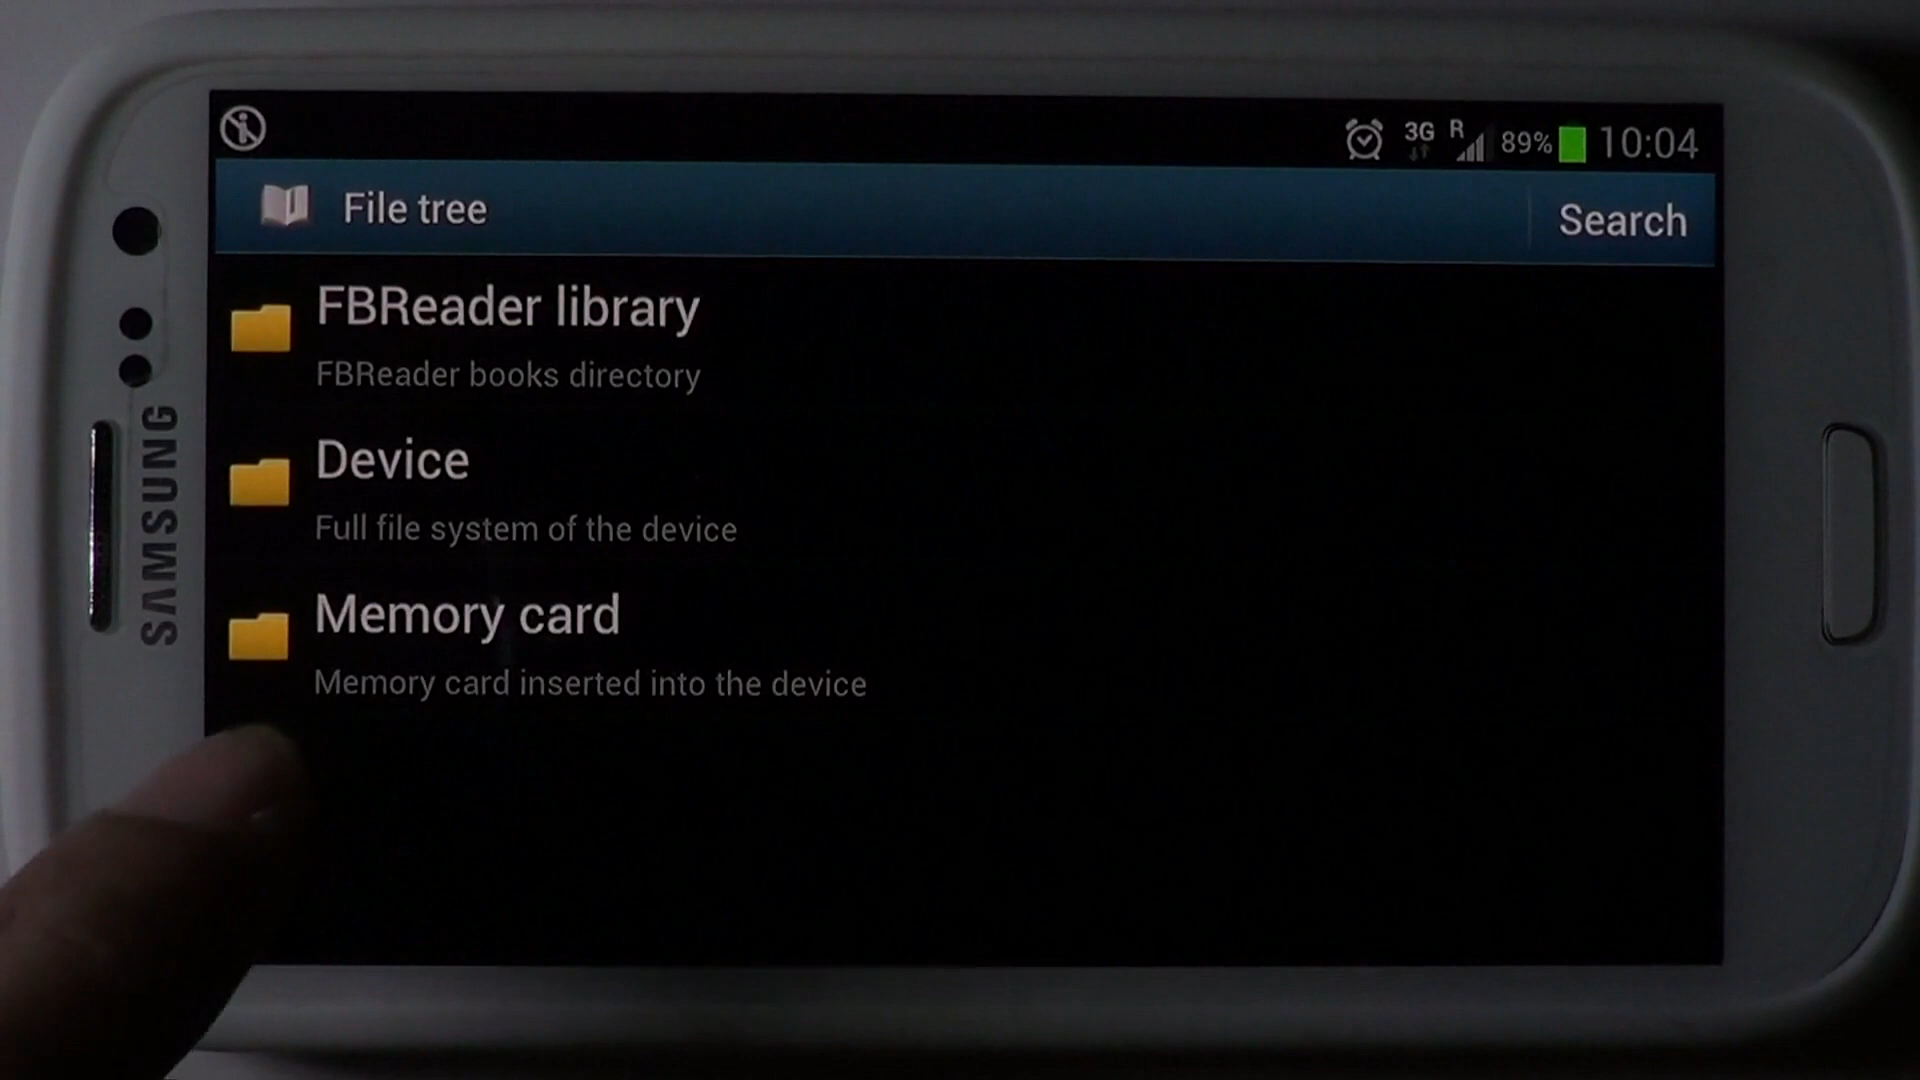 3G R 89% 10:04
File tree
Search
FBReader library
FBReader books directory
Device
Full file system of the device
Memory card
Memory card inserted into the device
SAMSUNG